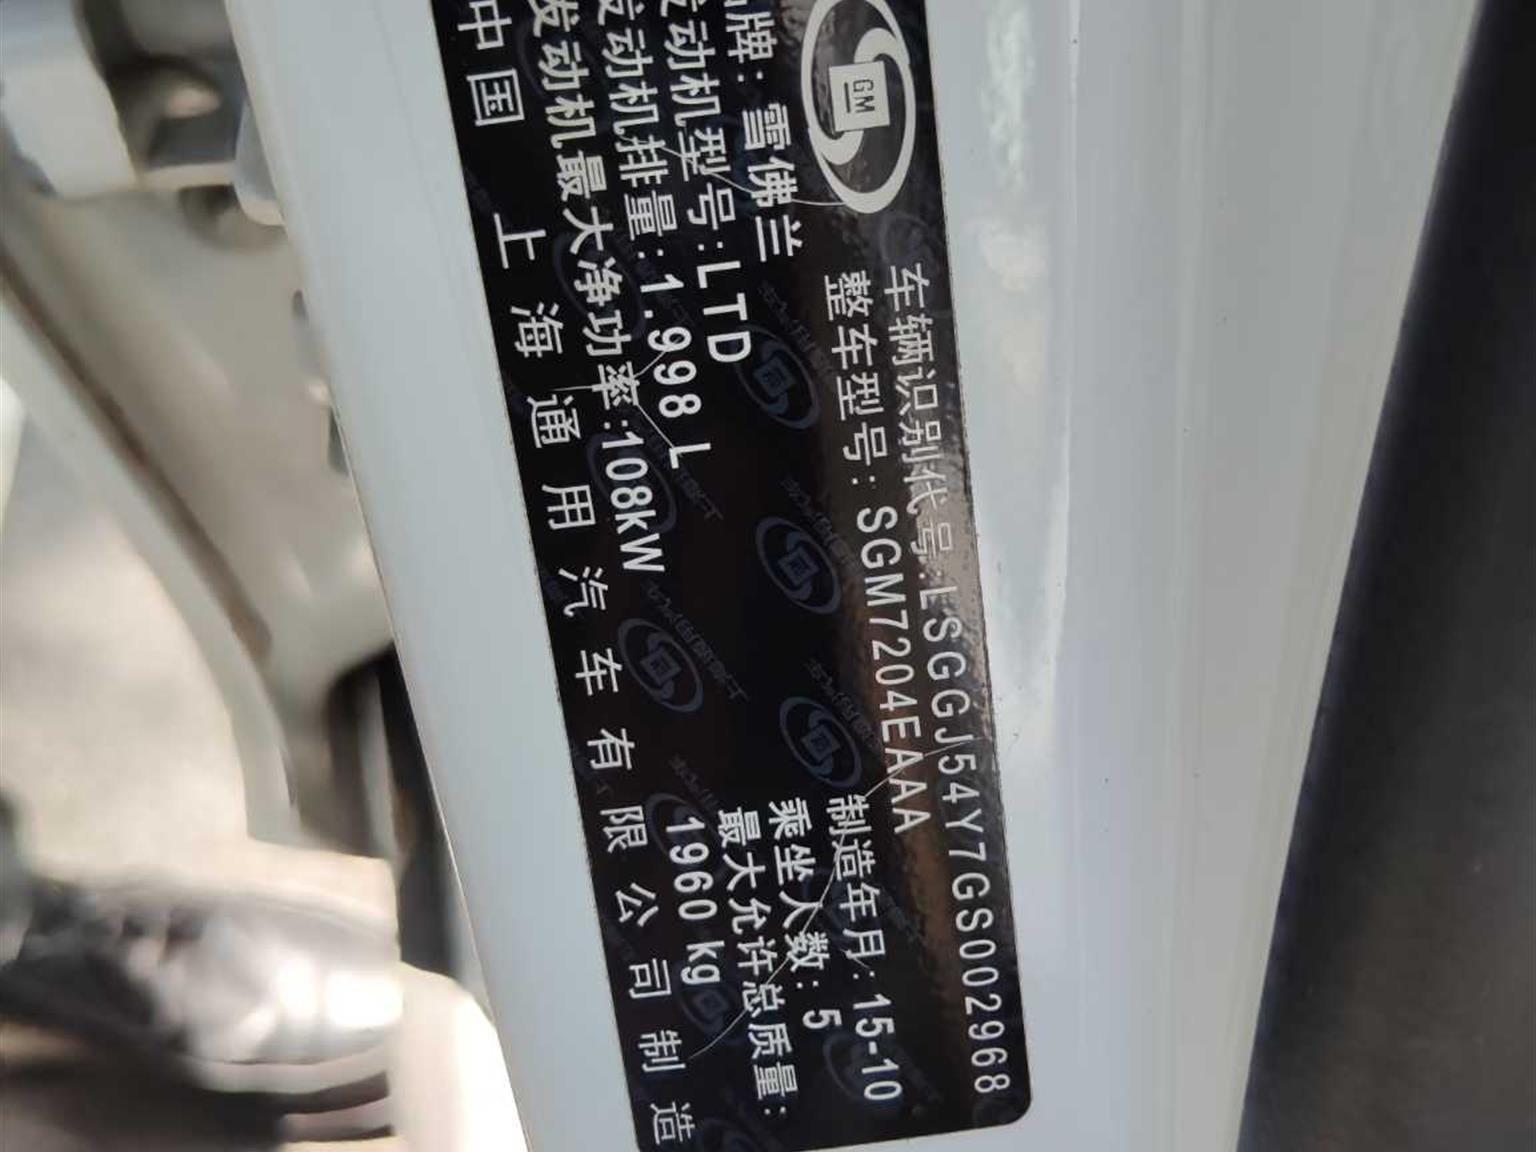 GM
车辆识别代号:LSGGJ54Y7GS002968
整车型号:SGM7204EAAA
牌:雪佛兰
制造年月:15-10
发动机型号:LTD
乘坐人数:5
发动机排量:1.998 L
最大允许总质量:
1960 kg
发动机最大净功率:108kW
中国 上海通用汽车有限公司制造